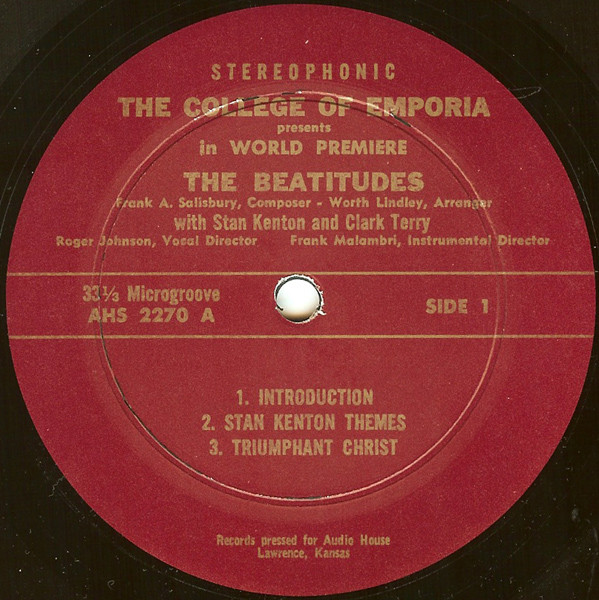 STEREOPHONIC
THE COLLEGE OF EMPORIA
presents
in WORLD PREMIERE
THE BEATITUDES
Frank A. Salisbury, Composer - Worth Lindley, Arranger
with Stan Kenton and Clark Terry
Roger Johnson, Vocal Director Frank Malambri, Instrumental Director
33⅓ Microgroove
AHS 2270 A
SIDE 1
1. INTRODUCTION
2. STAN KENTON THEMES
3. TRIUMPHANT CHRIST
Records pressed for Audio House
Lawrence, Kansas